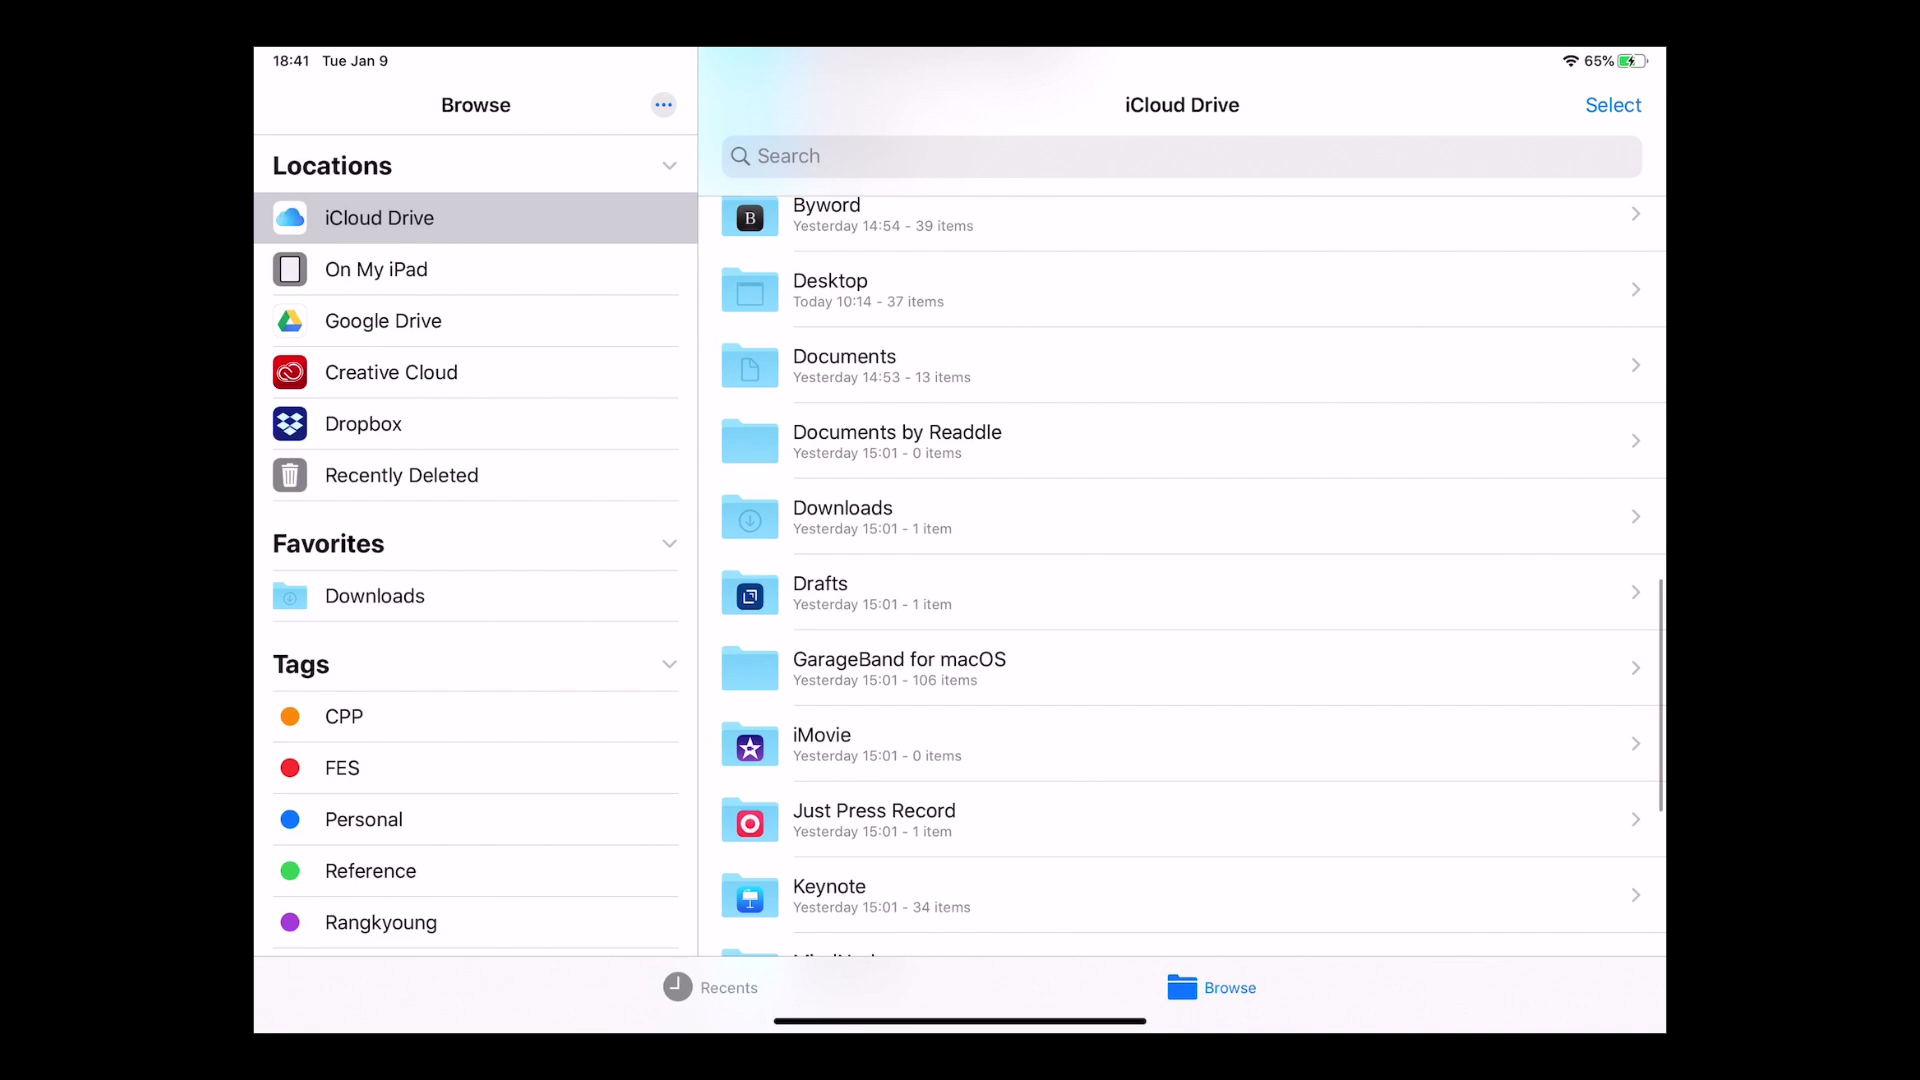 18:41 Tue Jan 9
65%
Browse
Locations
iCloud Drive
On My iPad
Google Drive
Creative Cloud
Dropbox
Recently Deleted
Favorites
Downloads
Tags
CPP
FES
Personal
Reference
Rangkyoung
iCloud Drive
Select
Search
B
Byword
Yesterday 14:54 - 39 items
Desktop
Today 10:14 - 37 items
Documents
Yesterday 14:53 - 13 items
Documents by Readdle
Yesterday 15:01 - 0 items
Downloads
Yesterday 15:01 - 1 item
Drafts
Yesterday 15:01 - 1 item
GarageBand for macOS
Yesterday 15:01 - 106 items
iMovie
Yesterday 15:01 - 0 items
Just Press Record
Yesterday 15:01 - 1 item
Keynote
Yesterday 15:01 - 34 items
Recents
Browse